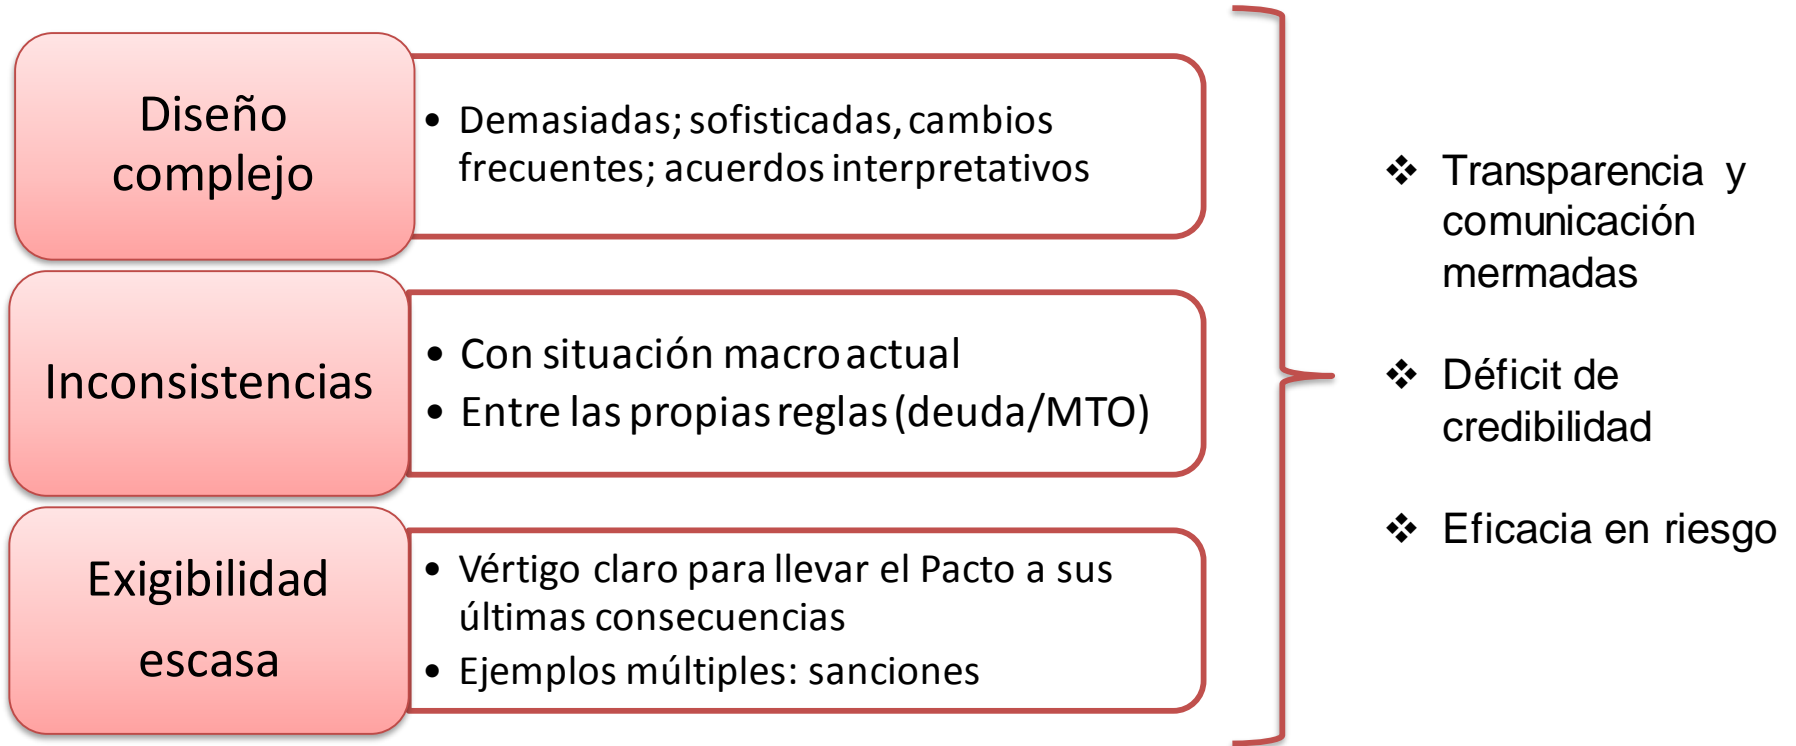 Diseño
complejo
• Demasiadas; sofisticadas, cambios
frecuentes; acuerdos interpretativos
Inconsistencias
• Con situación macro actual
• Entre las propias reglas (deuda/MTO)
Exigibilidad
escasa
• Vértigo claro para llevar el Pacto a sus
últimas consecuencias
• Ejemplos múltiples: sanciones
❖ Transparencia y
comunicación
mermadas
❖ Déficit de
credibilidad
❖ Eficacia en riesgo